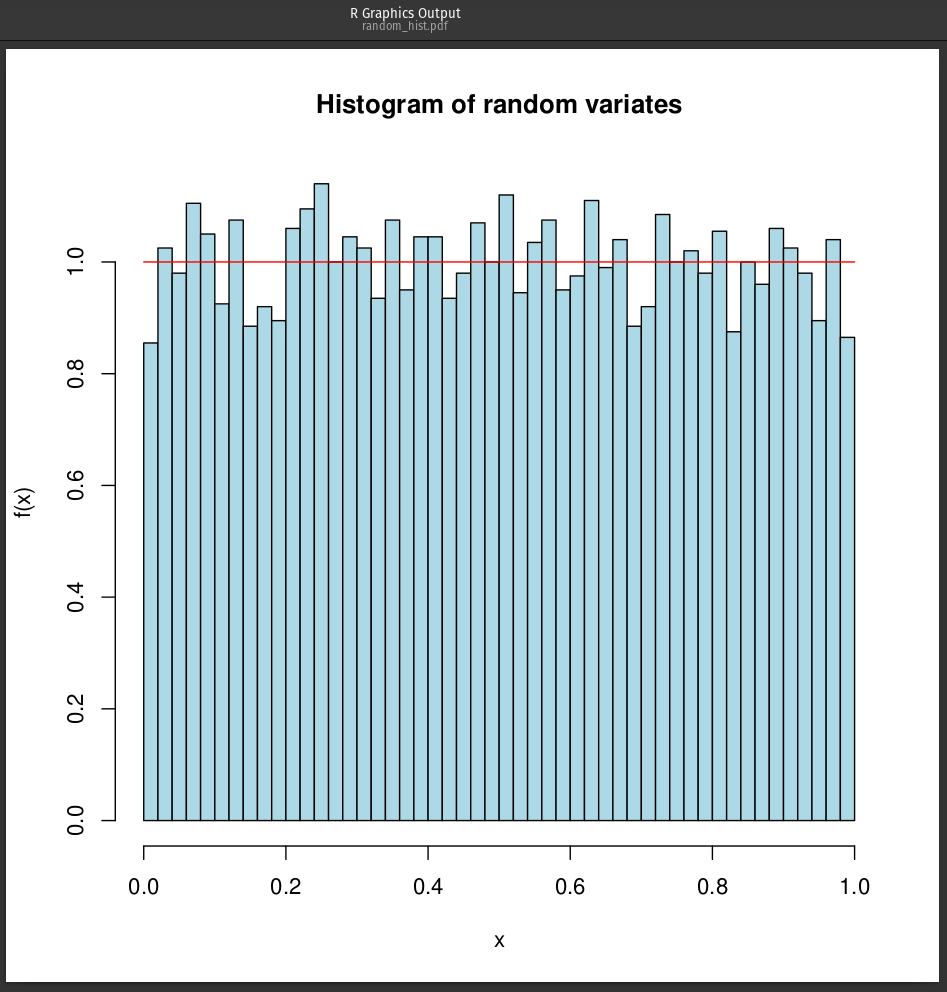 R Graphics Output
random_hist.pdf
Histogram of random variates
f(x)
1.0
0.8
0.6
0.4
0.2
0.0
0.0 0.2 0.4 0.6 0.8 1.0
x